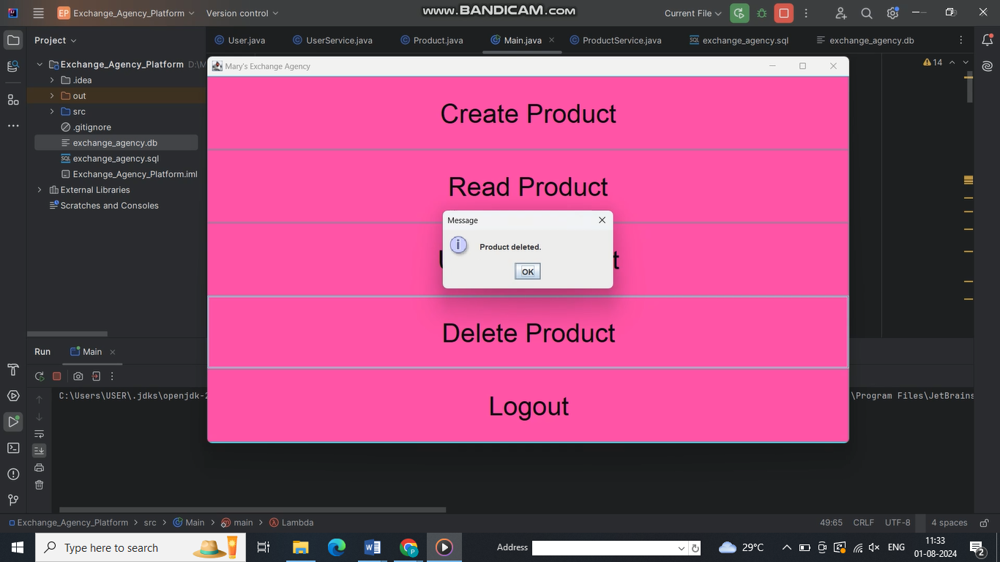 EP Exchange_Agency_Platform Version control www.BANDICAM.com Current File
Project User.java UserService.java Product.java Main.java ProductService.java exchange_agency.sql exchange_agency.db
Exchange_Agency_Platform D:\M
14
.idea
out
src
.gitignore
exchange_agency.db
exchange_agency.sql
Exchange_Agency_Platform.iml
External Libraries
Scratches and Consoles
Mary's Exchange Agency
Create Product
Read Product
Message
Product deleted.
OK
Delete Product
Logout
Run Main
C:\Users\USER\.jdks\openjdk-2
\Program Files\JetBrains
Exchange_Agency_Platform src Main main Lambda 49:65 CRLF UTF-8 4 spaces
Type here to search Address 29°C ENG 11:33
01-08-2024 2